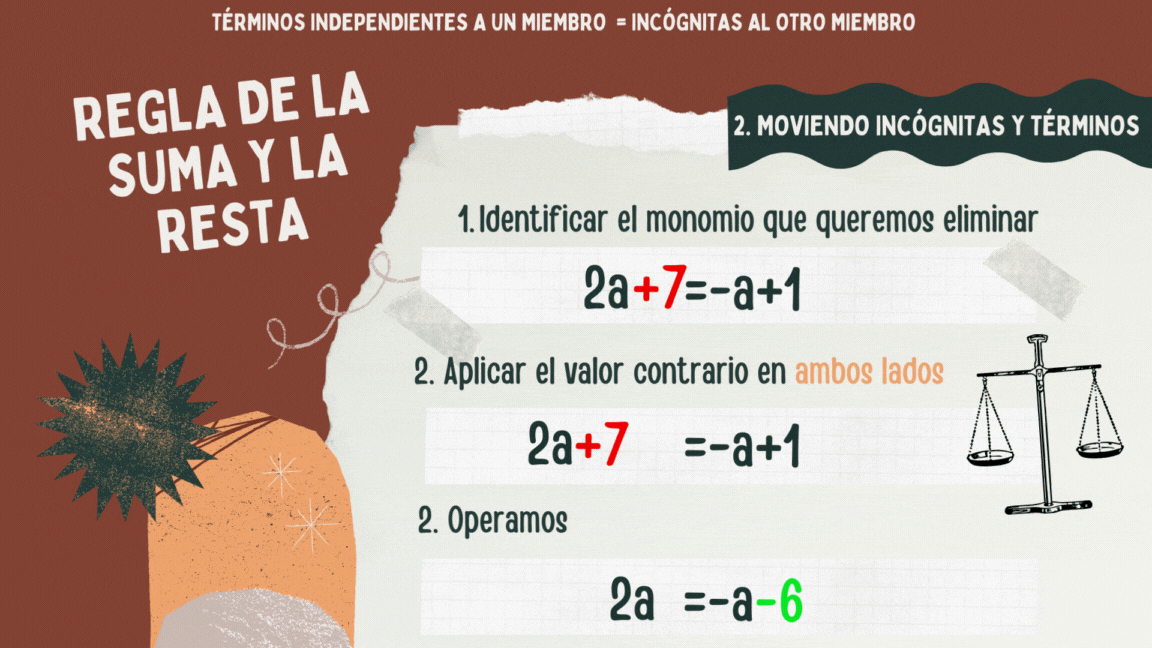 TÉRMINOS INDEPENDIENTES A UN MIEMBRO = INCÓGNITAS AL OTRO MIEMBRO
REGLA DE LA
SUMA Y LA
RESTA
2. MOVIENDO INCÓGNITAS Y TÉRMINOS
1. Identificar el monomio que queremos eliminar
2a+7=-a+1
2. Aplicar el valor contrario en ambos lados
2a+7 =-a+1
2. Operamos
2a =-a-6